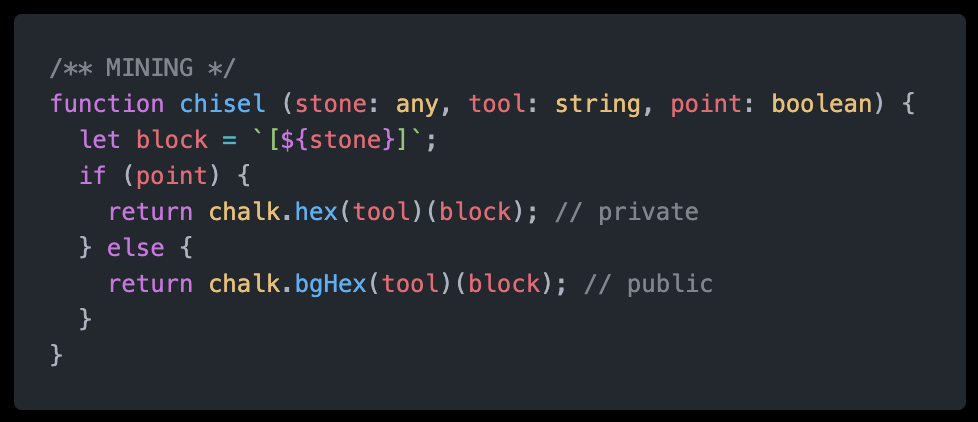 /** MINING */
function chisel (stone: any, tool: string, point: boolean) {
  let block = `[${stone}]`;
  if (point) {
    return chalk.hex(tool)(block); // private
  } else {
    return chalk.bgHex(tool)(block); // public
  }
}